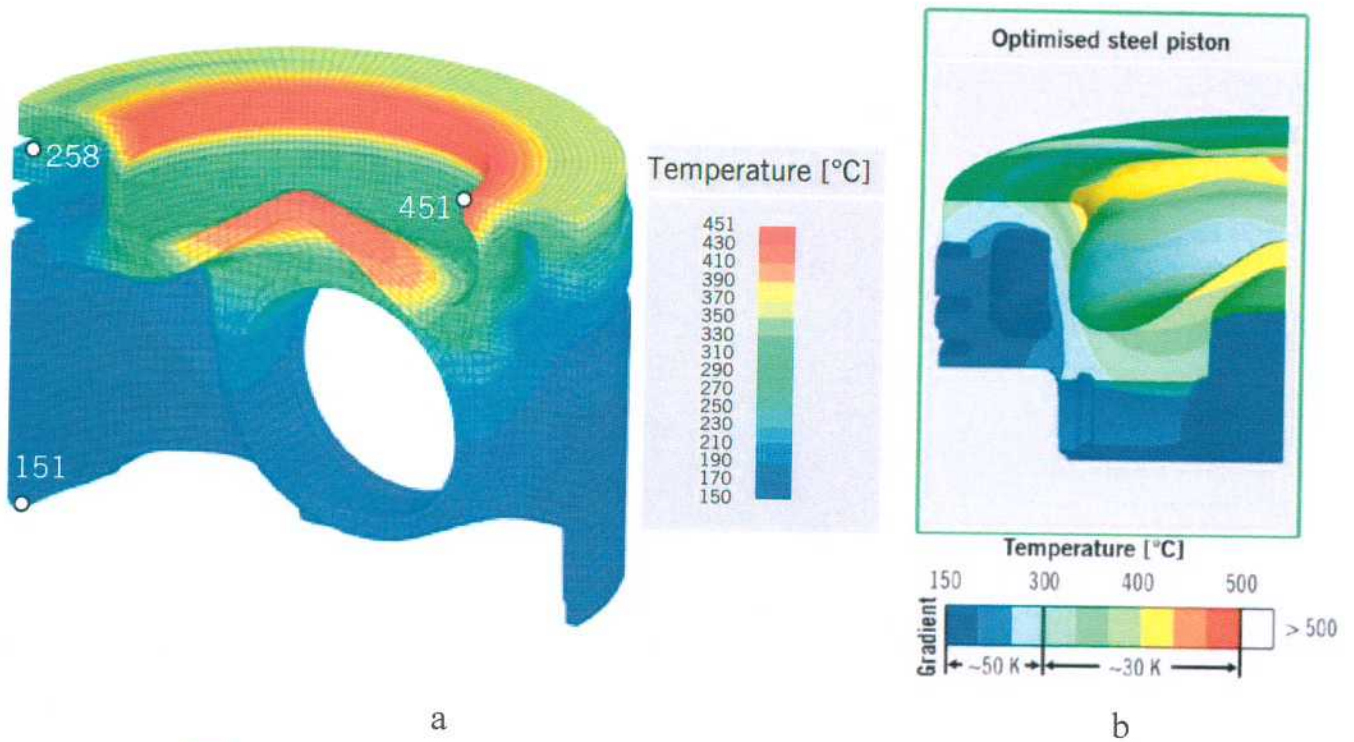 258
451
151
Temperature [°C]
451
430
410
390
370
350
330
310
290
270
250
230
210
190
170
150
Optimised steel piston
Temperature [°C]
150 300 400 500
Gradient
> 500
~50 K ~30 K
a
b